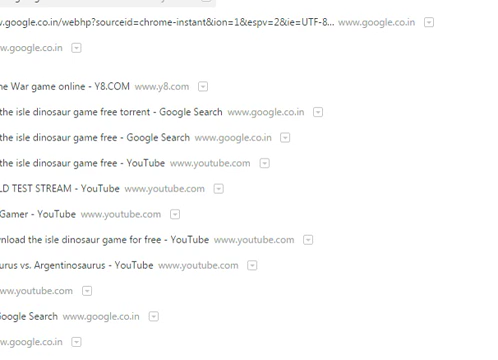 .google.co.in/webhp?sourceid=chrome-instant&ion=1&espv=2&ie=UTF-8... www.google.co.in
w.google.co.in
War game online - Y8.COM www.y8.com
the isle dinosaur game free torrent - Google Search www.google.co.in
the isle dinosaur game free - Google Search www.google.co.in
the isle dinosaur game free - YouTube www.youtube.com
LD TEST STREAM - YouTube www.youtube.com
Gamer - YouTube www.youtube.com
nload the isle dinosaur game for free - YouTube www.youtube.com
urus vs. Argentinosaurus - YouTube www.youtube.com
ww.youtube.com
Google Search www.google.co.in
w.google.co.in